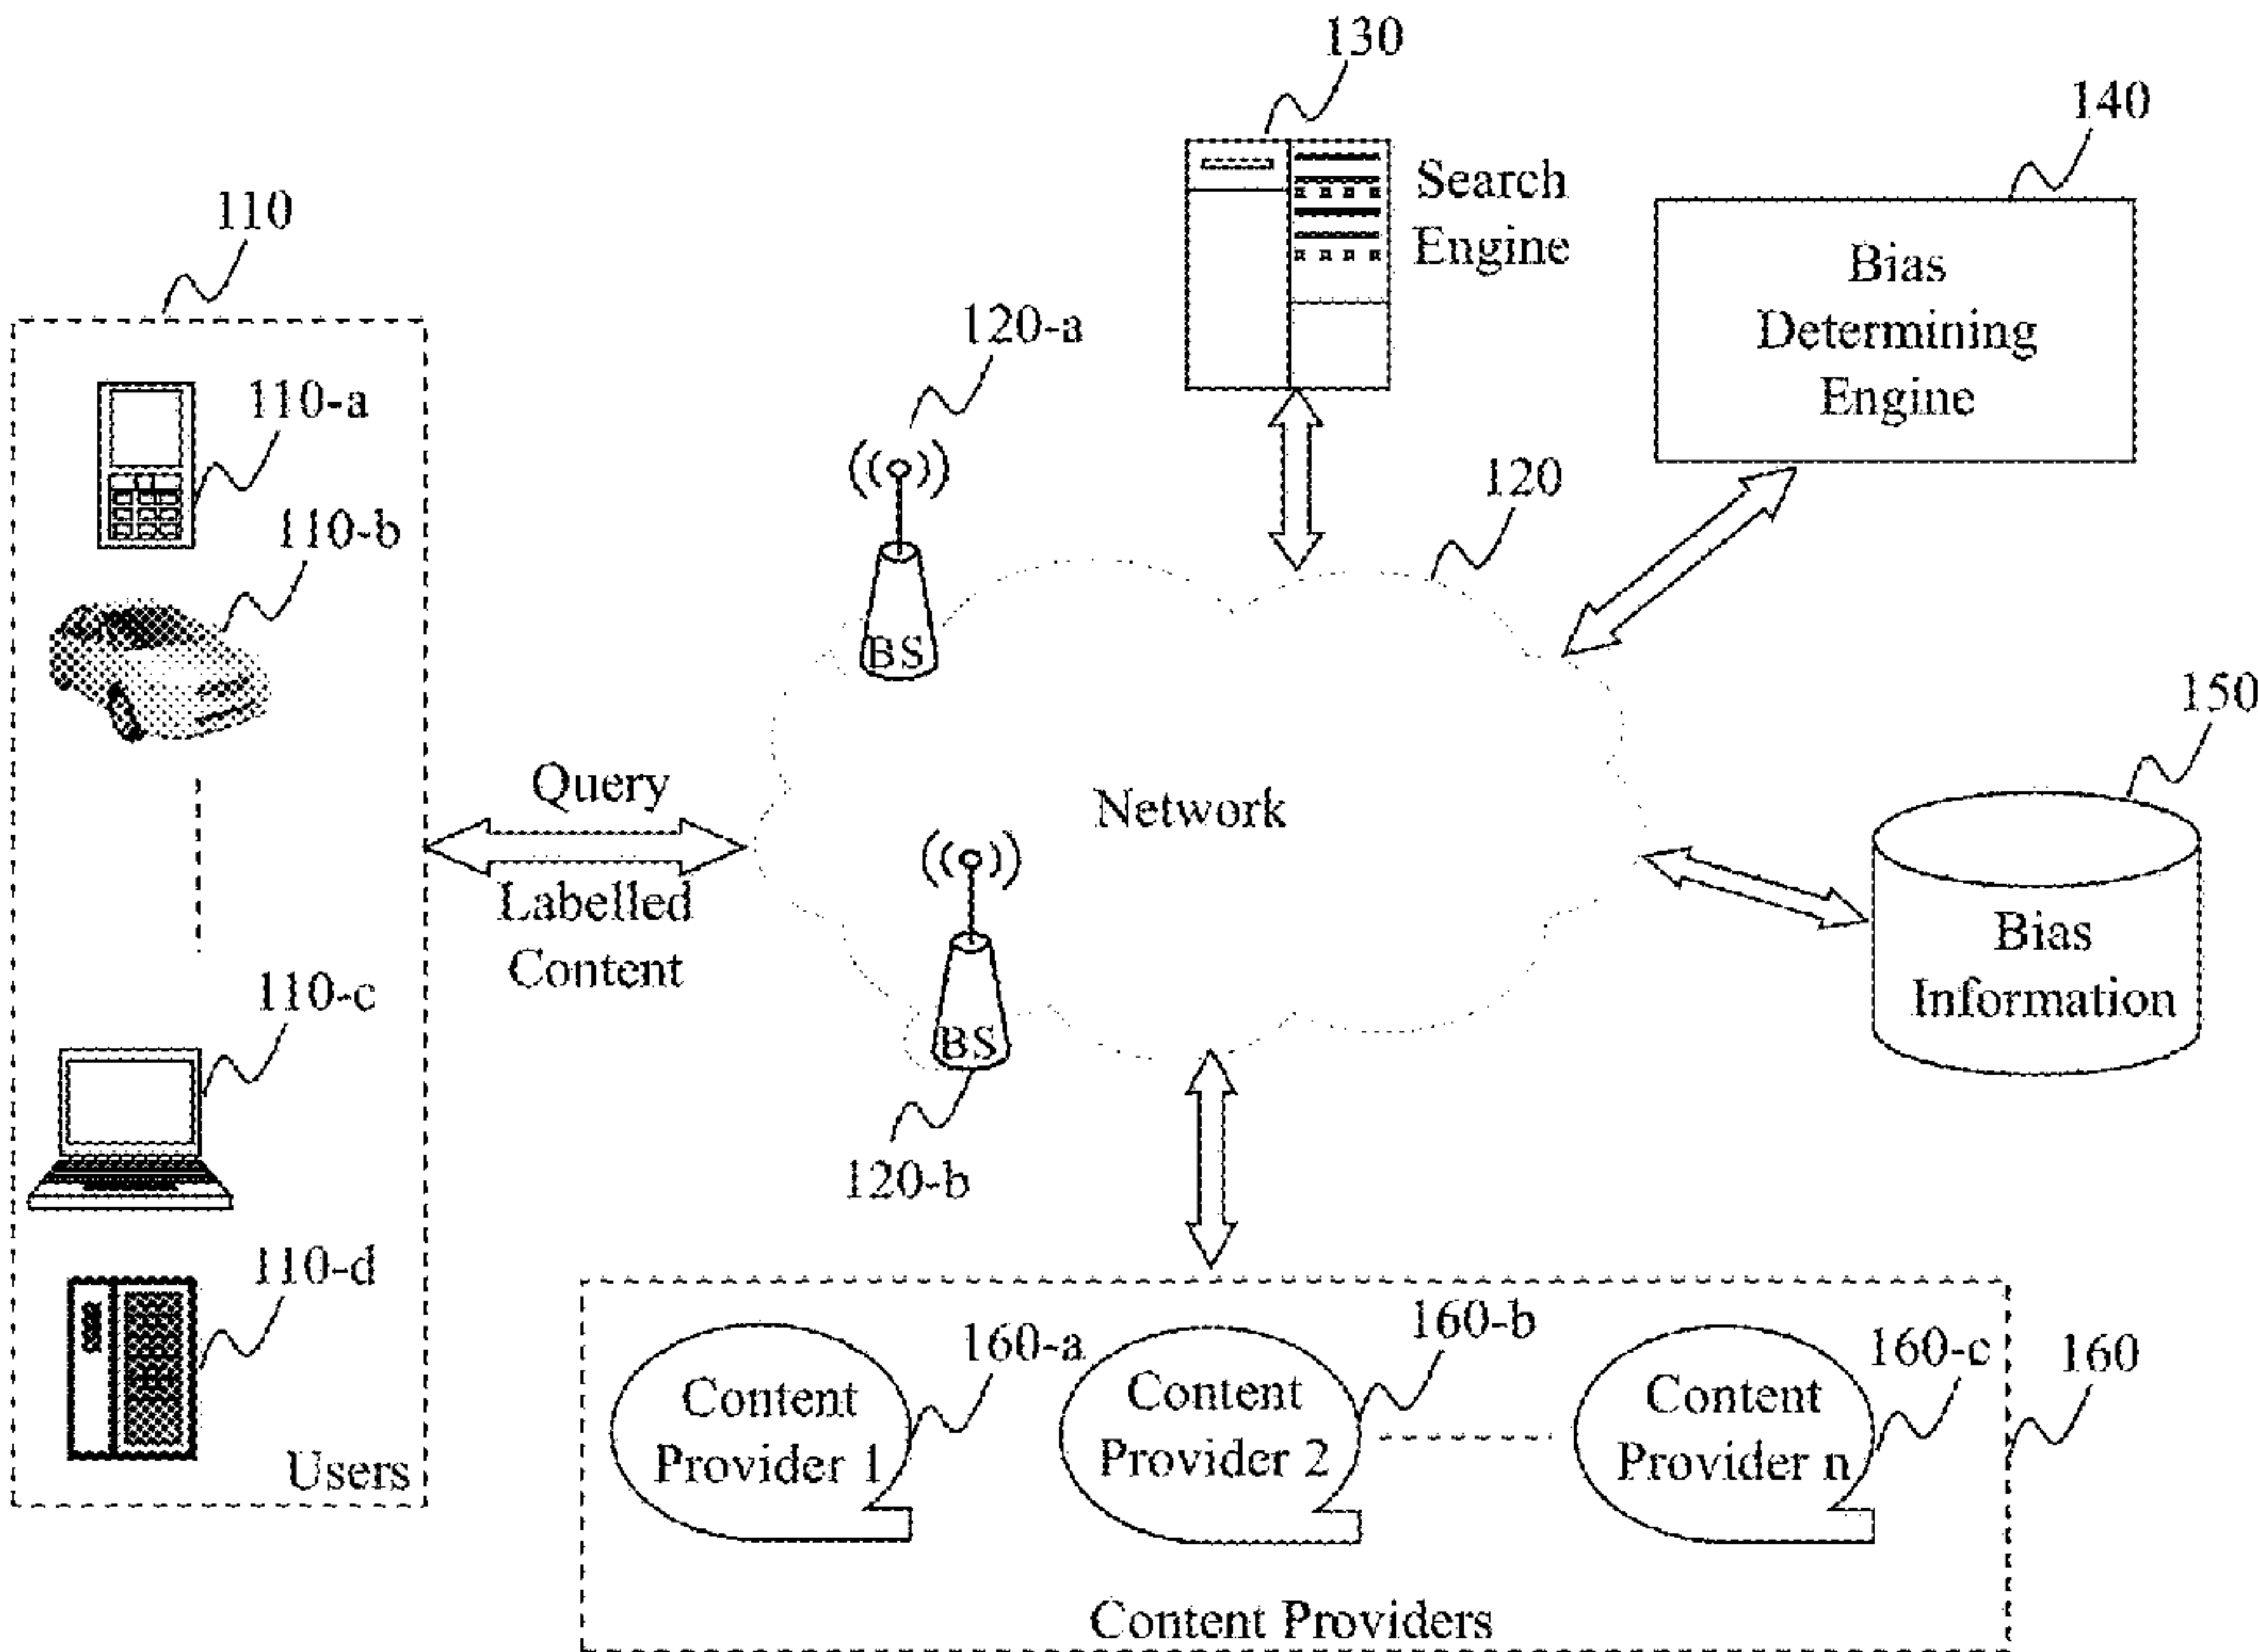 130
140
110
Search
Engine
Bias
Determining
Engine
120-a
110-a
120
110-b
BS
150
Query
Network
Labelled
Content
Bias
Information
110-c
BS
120-b
110-d
160-a
160-b
160-c
160
Content
Provider 1
Content
Provider 2
Content
Provider n
Users
Content Providers